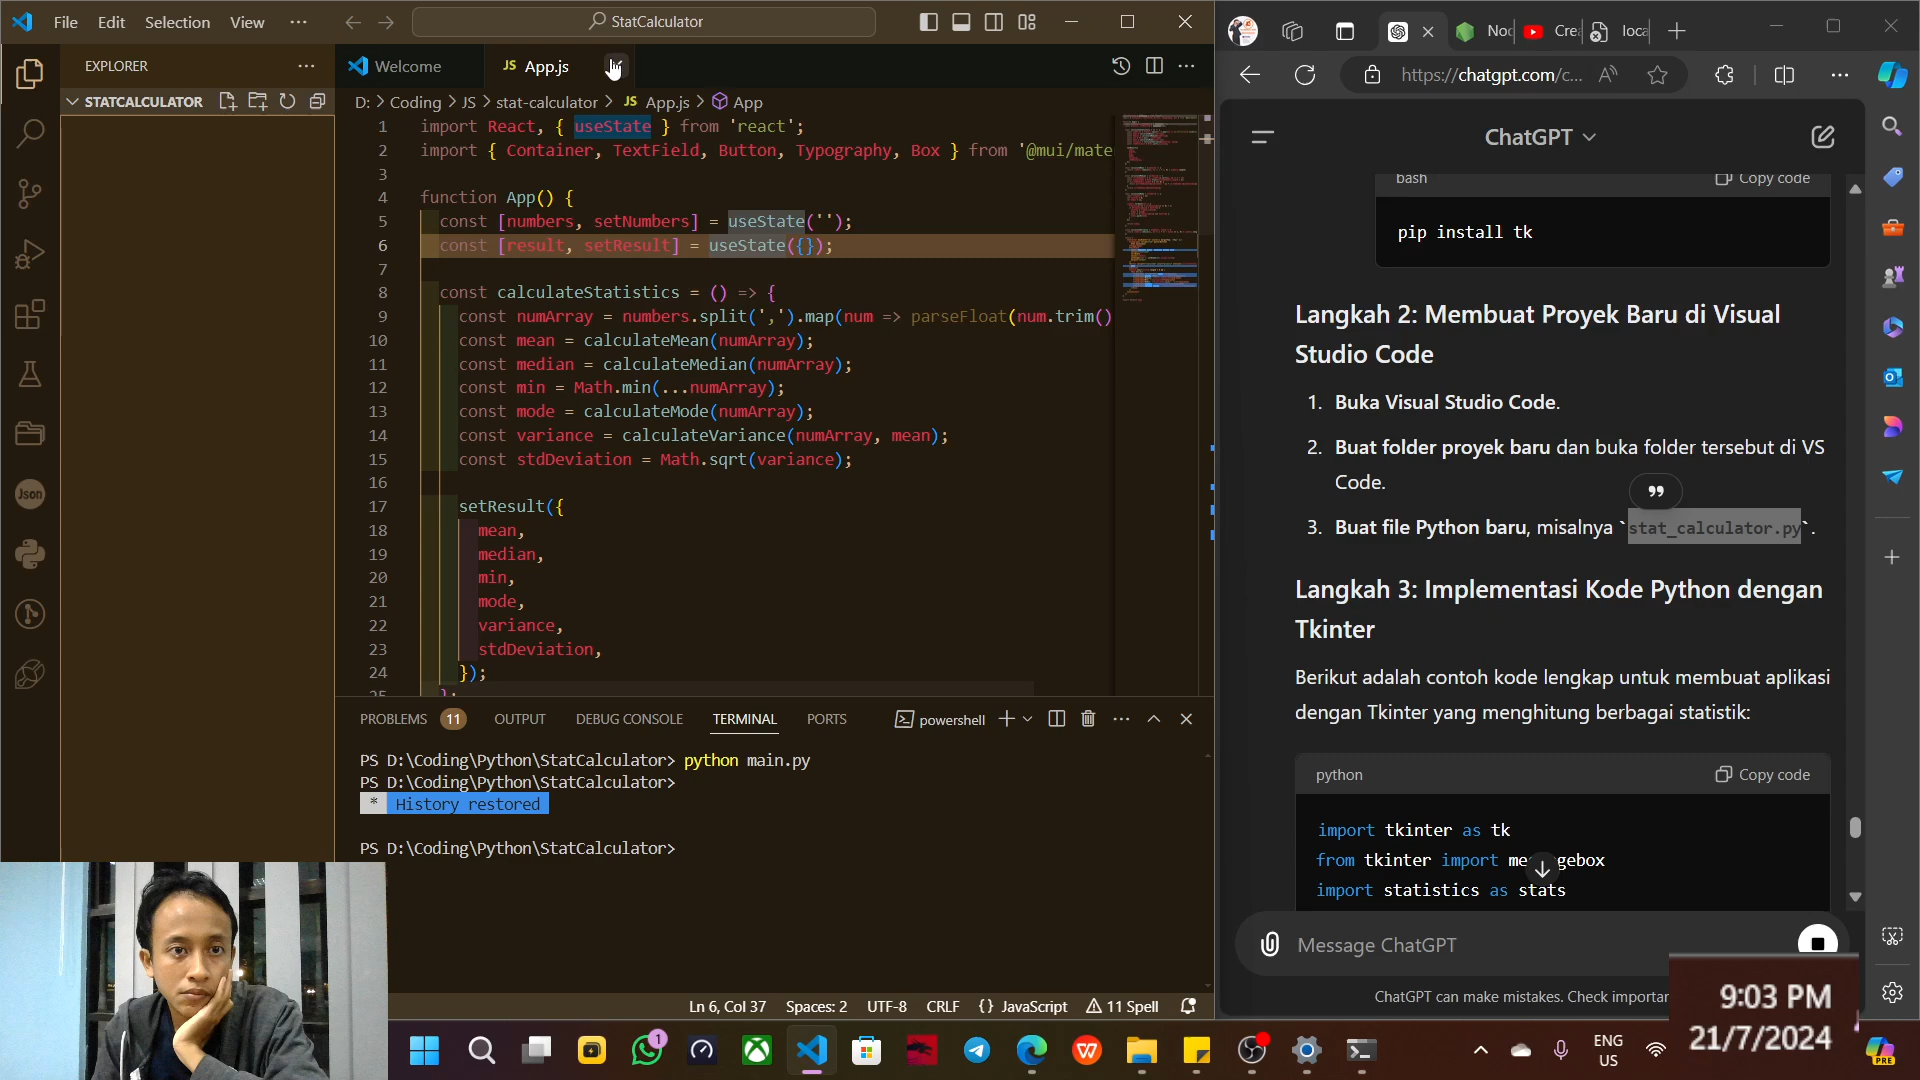 File Edit Selection View ···
StatCalculator
EXPLORER
STATCALCULATOR
Welcome
JS App.js
D: > Coding > JS > stat-calculator > JS App.js > App
1 import React, { useState } from 'react';
2 import { Container, TextField, Button, Typography, Box } from '@mui/mate
3
4 function App() {
5 const [numbers, setNumbers] = useState('');
6 const [result, setResult] = useState({});
7
8 const calculateStatistics = () => {
9 const numArray = numbers.split(',').map(num => parseFloat(num.trim()
10 const mean = calculateMean(numArray);
11 const median = calculateMedian(numArray);
12 const min = Math.min(...numArray);
13 const mode = calculateMode(numArray);
14 const variance = calculateVariance(numArray, mean);
15 const stdDeviation = Math.sqrt(variance);
16
17 setResult({
18 mean,
19 median,
20 min,
21 mode,
22 variance,
23 stdDeviation,
24 });
25 };
PROBLEMS 11 OUTPUT DEBUG CONSOLE TERMINAL PORTS
powershell
PS D:\Coding\Python\StatCalculator> python main.py
PS D:\Coding\Python\StatCalculator>
* History restored
PS D:\Coding\Python\StatCalculator>
Ln 6, Col 37 Spaces: 2 UTF-8 CRLF {} JavaScript 11 Spell
Json
Noc
Cre
loca
https://chatgpt.com/c...
ChatGPT
bash
Copy code
pip install tk
Langkah 2: Membuat Proyek Baru di Visual
Studio Code
1. Buka Visual Studio Code.
2. Buat folder proyek baru dan buka folder tersebut di VS
Code.
3. Buat file Python baru, misalnya `stat_calculator.py`.
Langkah 3: Implementasi Kode Python dengan
Tkinter
Berikut adalah contoh kode lengkap untuk membuat aplikasi
dengan Tkinter yang menghitung berbagai statistik:
python
Copy code
import tkinter as tk
from tkinter import me gebox
import statistics as stats
Message ChatGPT
ChatGPT can make mistakes. Check importan
9:03 PM
21/7/2024
1
ENG
US
PRE